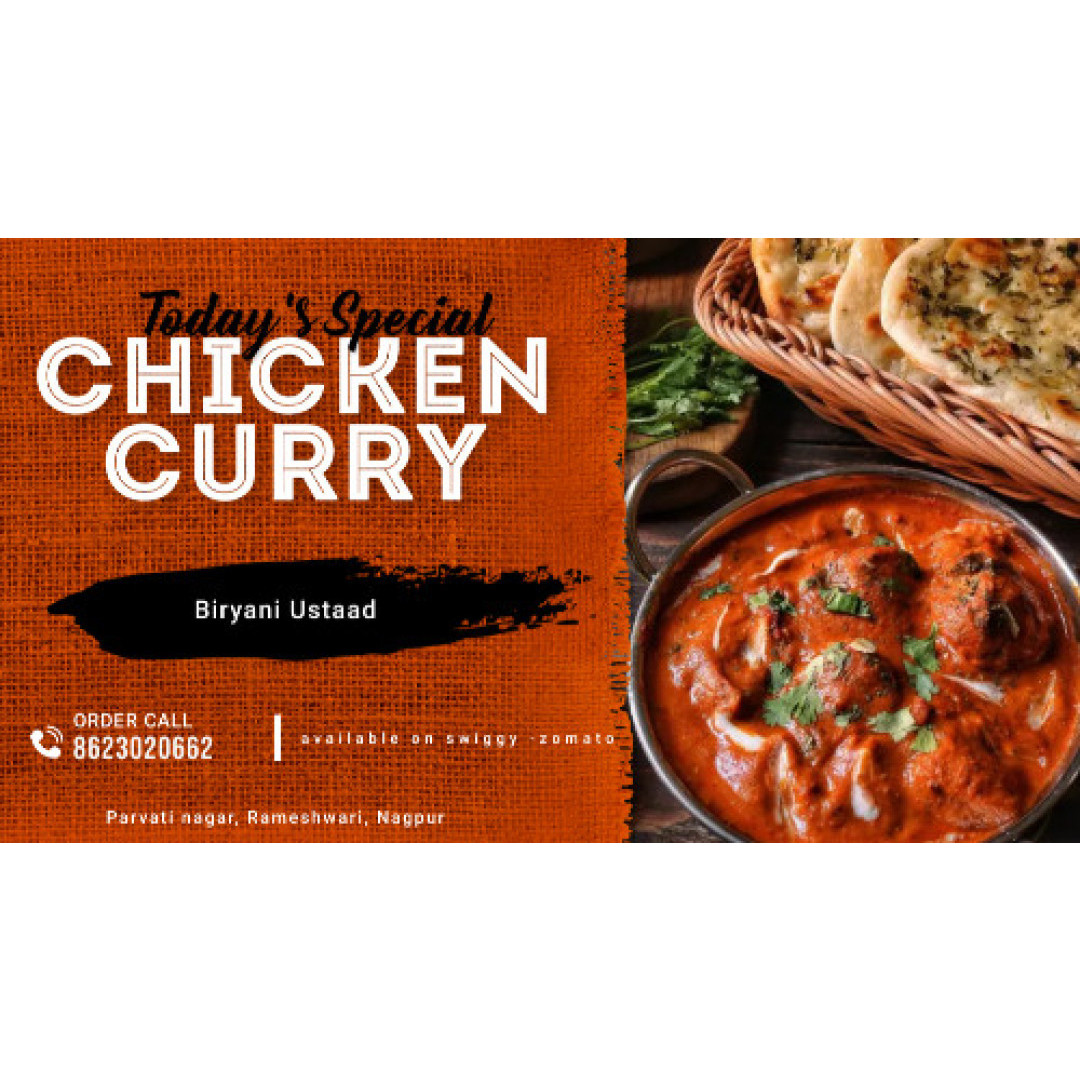 Today's Special
CHICKEN
CURRY
Biryani Ustaad
ORDER CALL
8623020662
available on swiggy -zomato
Parvati nagar, Rameshwari, Nagpur